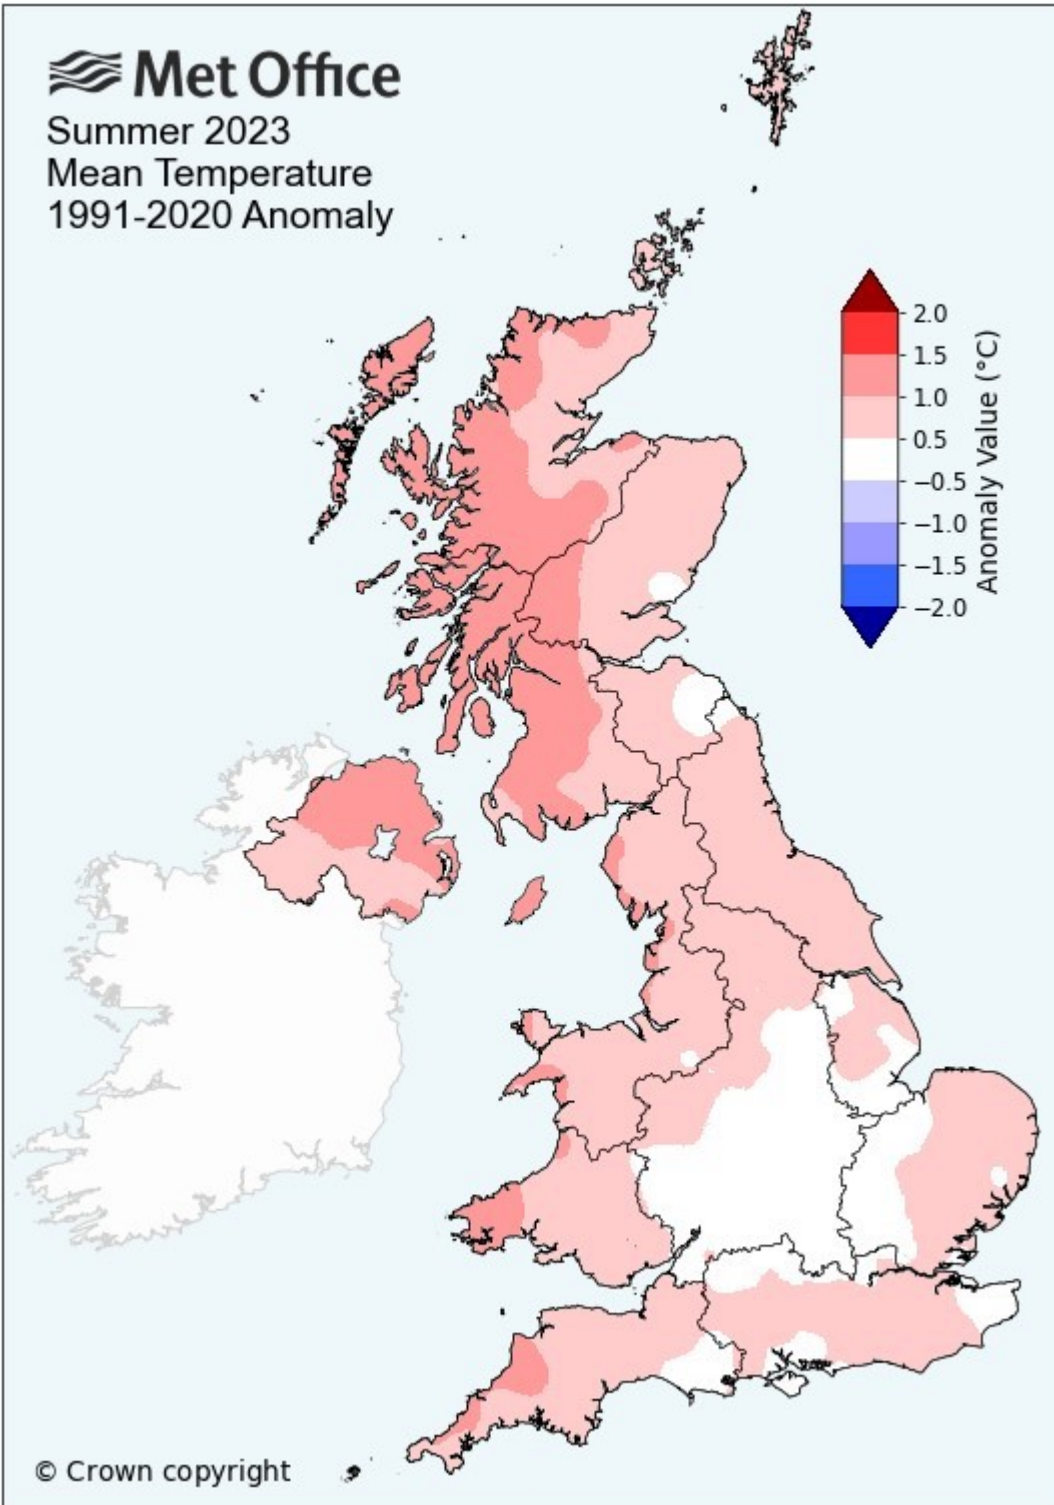 Met Office
Summer 2023
Mean Temperature
1991-2020 Anomaly
2.0
1.5
1.0
0.5
−0.5
−1.0
−1.5
−2.0
Anomaly Value (°C)
© Crown copyright